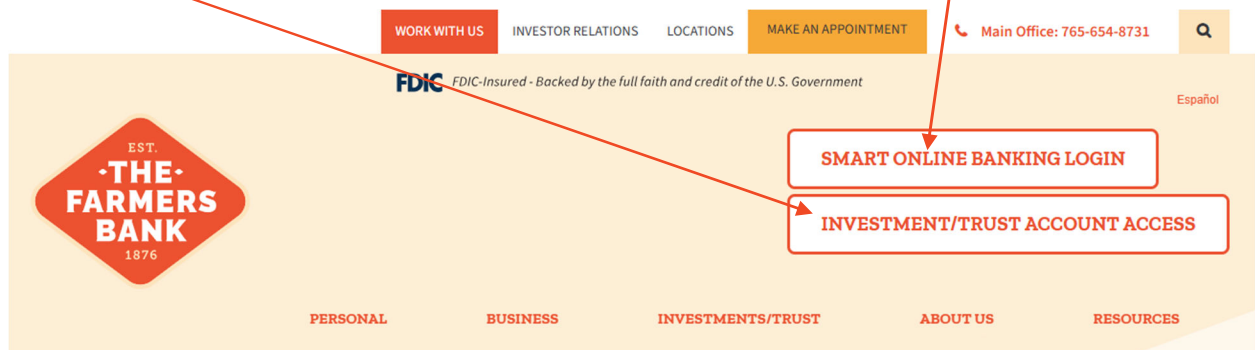 WORK WITH US INVESTOR RELATIONS LOCATIONS MAKE AN APPOINTMENT Main Office: 765-654-8731
FDIC FDIC-Insured - Backed by the full faith and credit of the U.S. Government
Español
EST.
·THE·
FARMERS
BANK
1876
SMART ONLINE BANKING LOGIN
INVESTMENT/TRUST ACCOUNT ACCESS
PERSONAL BUSINESS INVESTMENTS/TRUST ABOUT US RESOURCES